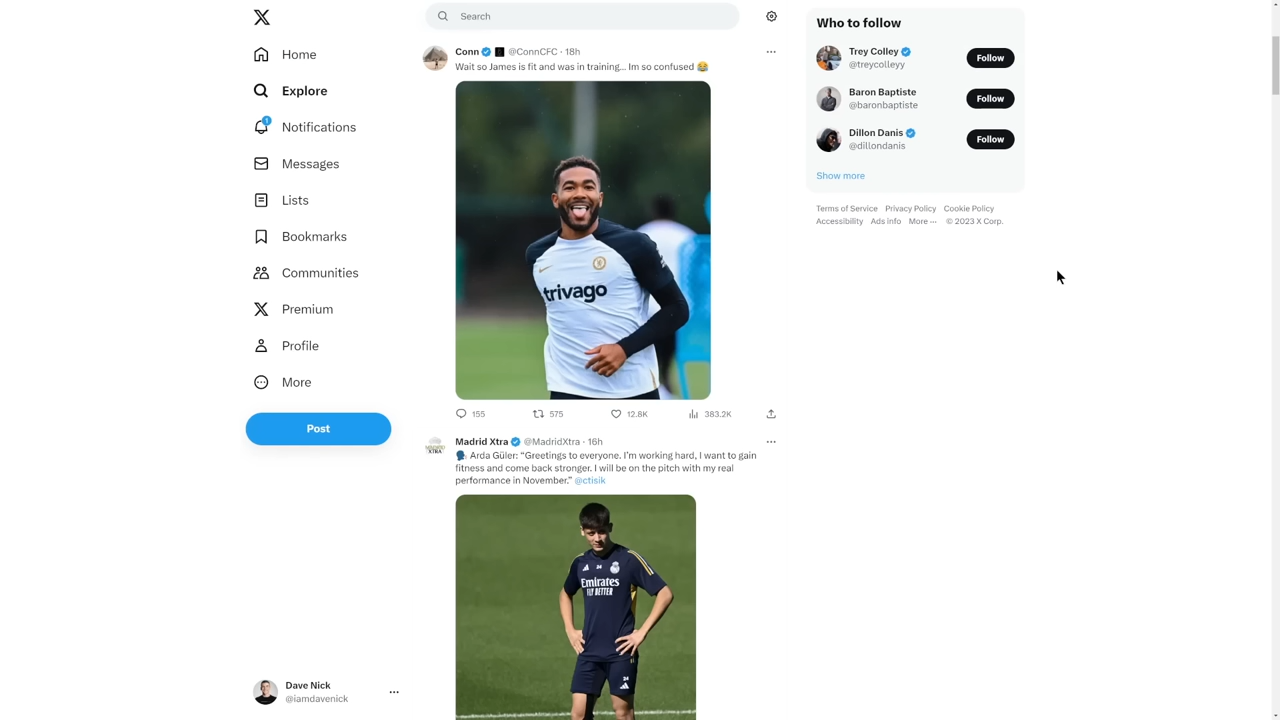 Search
Home
Explore
1
Notifications
Messages
Lists
Bookmarks
Communities
Premium
Profile
More
Post
Dave Nick
@iamdavenick
Conn @ConnCFC · 18h
Wait so James is fit and was in training... Im so confused 😂
trivago
155
575
12.8K
383.2K
MADRID
XTRA
Madrid Xtra @MadridXtra · 16h
🗣️ Arda Güler: “Greetings to everyone. I'm working hard, I want to gain
fitness and come back stronger. I will be on the pitch with my real
performance in November.” @ctisik
24
Emirates
FLY BETTER
24
Who to follow
Trey Colley
@treycolleyy
Follow
Baron Baptiste
@baronbaptiste
Follow
Dillon Danis
@dillondanis
Follow
Show more
Terms of Service Privacy Policy Cookie Policy
Accessibility Ads info More ··· © 2023 X Corp.